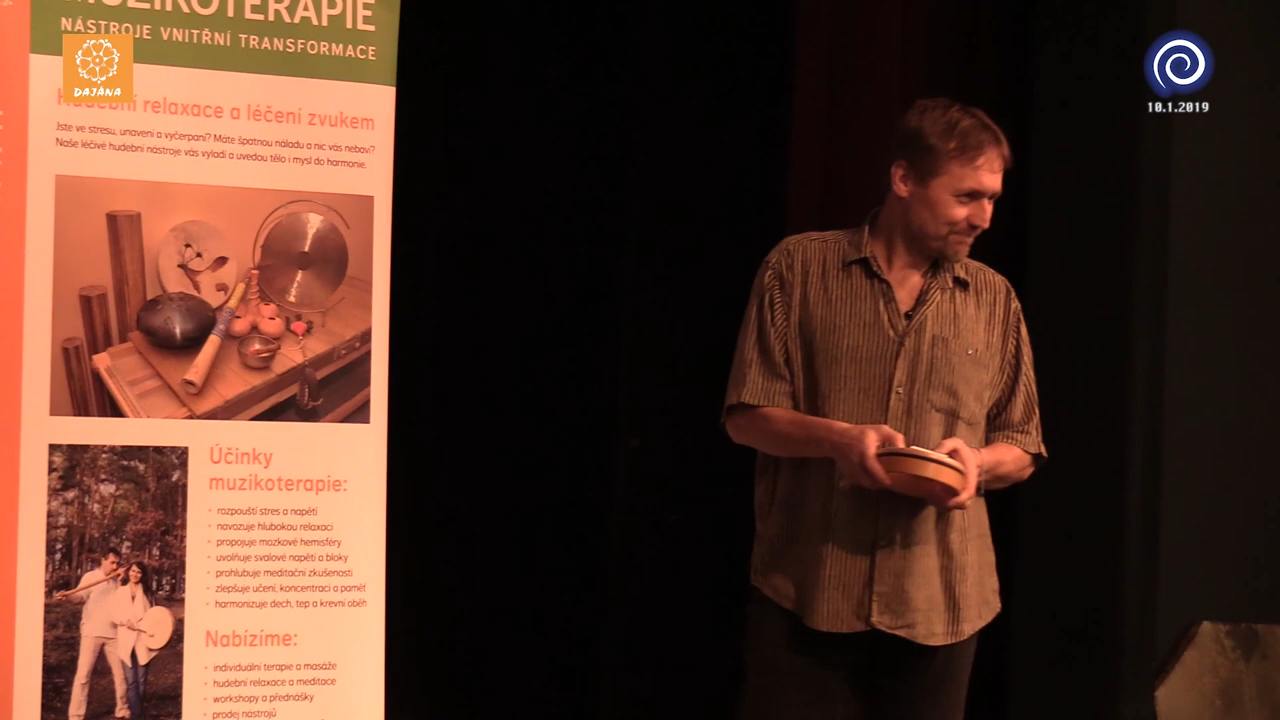 MUZIKOTERAPIE
NÁSTROJE VNITŘNÍ TRANSFORMACE
DAJÀNA
Hudební relaxace a léčení zvukem
Jste ve stresu, unavení a vyčerpaní? Máte špatnou náladu a nic vás nebaví?
Naše léčivé hudební nástroje vás vyladí a uvedou tělo i mysl do harmonie.
Účinky
muzikoterapie:
• rozpouští stres a napětí
• navozuje hlubokou relaxaci
• propojuje mozkové hemisféry
• uvolňuje svalové napětí a bloky
• prohlubuje meditační zkušenosti
• zlepšuje učení, koncentraci a paměť
• harmonizuje dech, tep a krevní oběh
Nabízíme:
• individuální terapie a masáže
• hudební relaxace a meditace
• workshopy a přednášky
• prodej nástrojů
10.1.2019